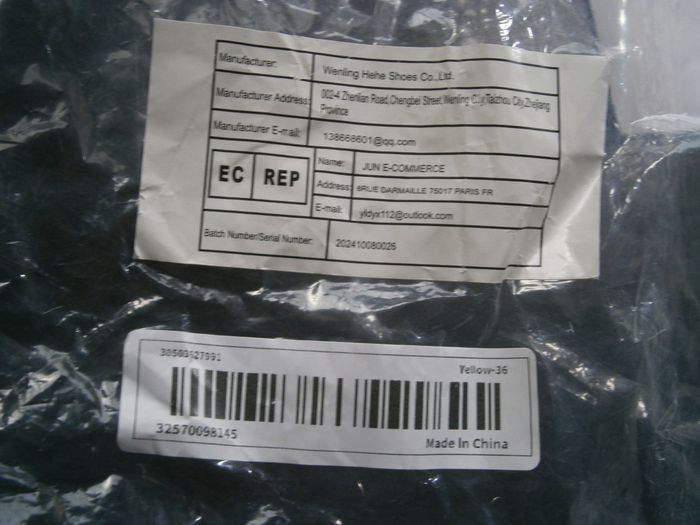 Manufacturer: Wenling Hehe Shoes Co.,Ltd.
Manufacturer Address: 002-4 Zhenlian Road,Chengbei Street,Wenling City,Taizhou City,Zhejiang
Province
Manufacturer E-mail: 138668601@qq.com
EC REP
Name: JUN E-COMMERCE
Address: 6RUE DARMAILLE 75017 PARIS FR
E-mail: yldyx112@outlook.com
Batch Number/Serial Number: 202410080026
Yellow-36
32570098145
Made In China